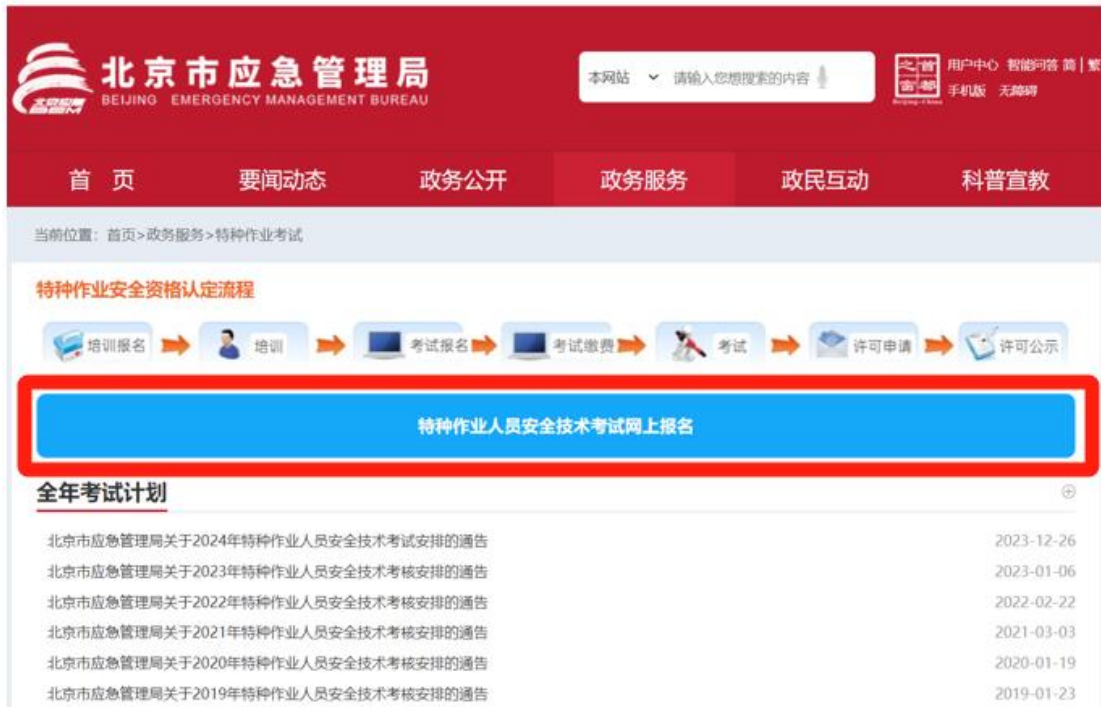 北京市应急管理局
BEIJING EMERGENCY MANAGEMENT BUREAU
本网站 请输入您想搜索的内容
首都之窗
Beijing-China
用户中心 智能问答 简 | 繁
手机版 无障碍
首 页 要闻动态 政务公开 政务服务 政民互动 科普宣教
当前位置：首页>政务服务>特种作业考试
特种作业安全资格认定流程
培训报名 培训 考试报名 考试缴费 考试 许可申请 许可公示
特种作业人员安全技术考试网上报名
全年考试计划
北京市应急管理局关于2024年特种作业人员安全技术考试安排的通告 2023-12-26
北京市应急管理局关于2023年特种作业人员安全技术考核安排的通告 2023-01-06
北京市应急管理局关于2022年特种作业人员安全技术考核安排的通告 2022-02-22
北京市应急管理局关于2021年特种作业人员安全技术考核安排的通告 2021-03-03
北京市应急管理局关于2020年特种作业人员安全技术考核安排的通告 2020-01-19
北京市应急管理局关于2019年特种作业人员安全技术考核安排的通告 2019-01-23